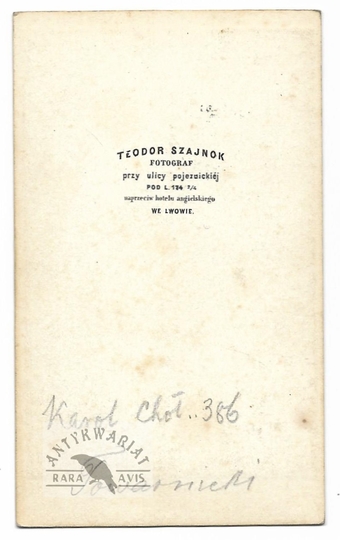 TEODOR SZAJNOK
FOTOGRAF
przy ulicy pojezuickiéj
POD L. 134 2/4
naprzeciw hotelu angielskiego
WE LWOWIE.
Karol Choł.. 386
ANTYKWARIAT
RARA AVIS